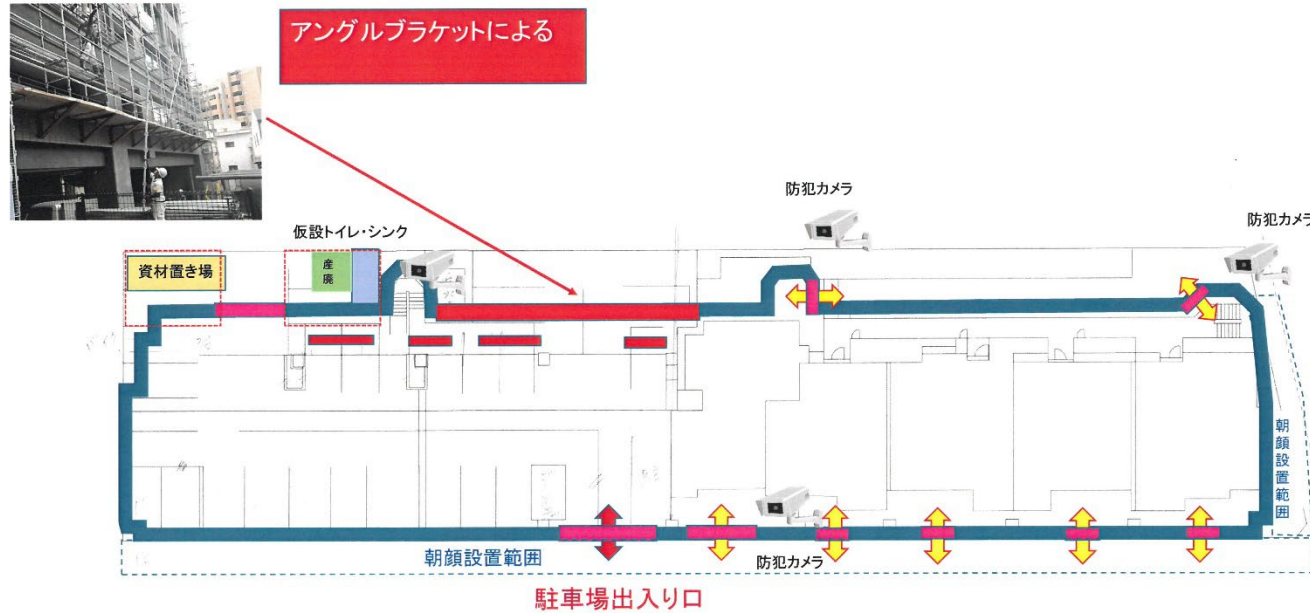 アングルブラケットによる
防犯カメラ
防犯カメラ
仮設トイレ・シンク
資材置き場
産
廃
朝顔設置範囲
朝顔設置範囲
防犯カメラ
駐車場出入り口